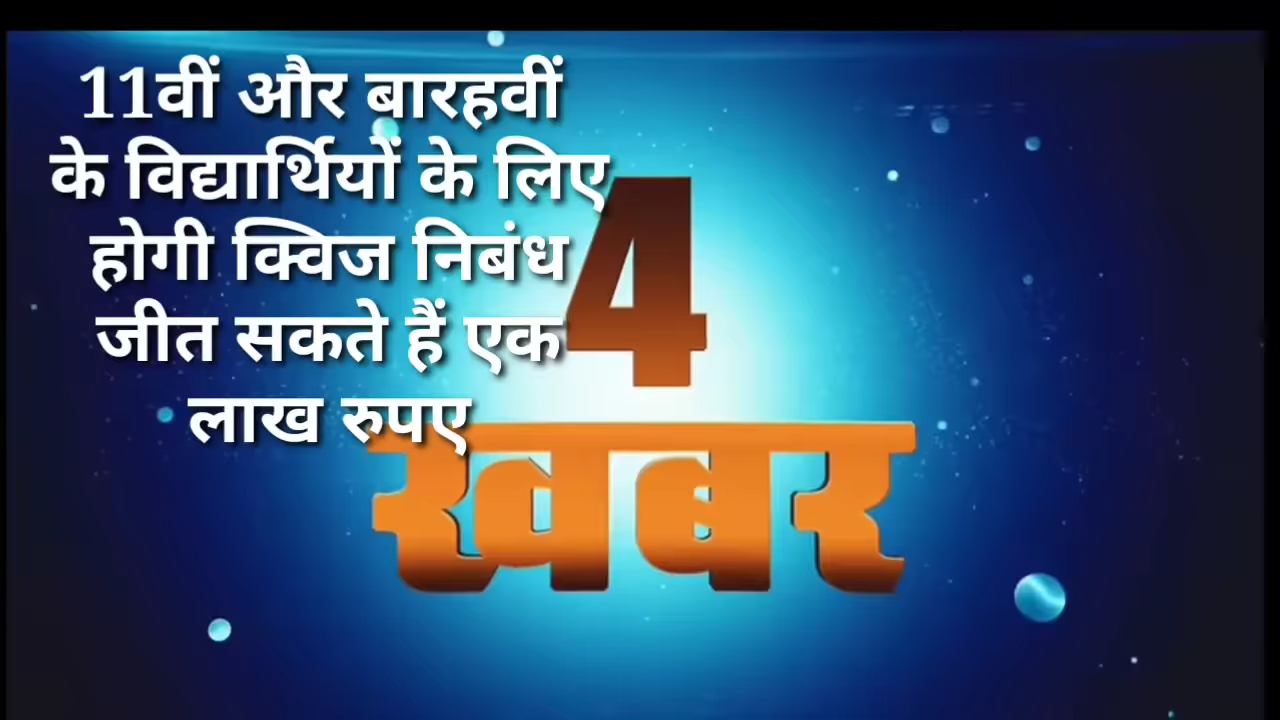 11वीं और बारहवीं
के विद्यार्थियों के लिए
होगी क्विज निबंध
जीत सकते हैं एक
लाख रुपए
4
खबर